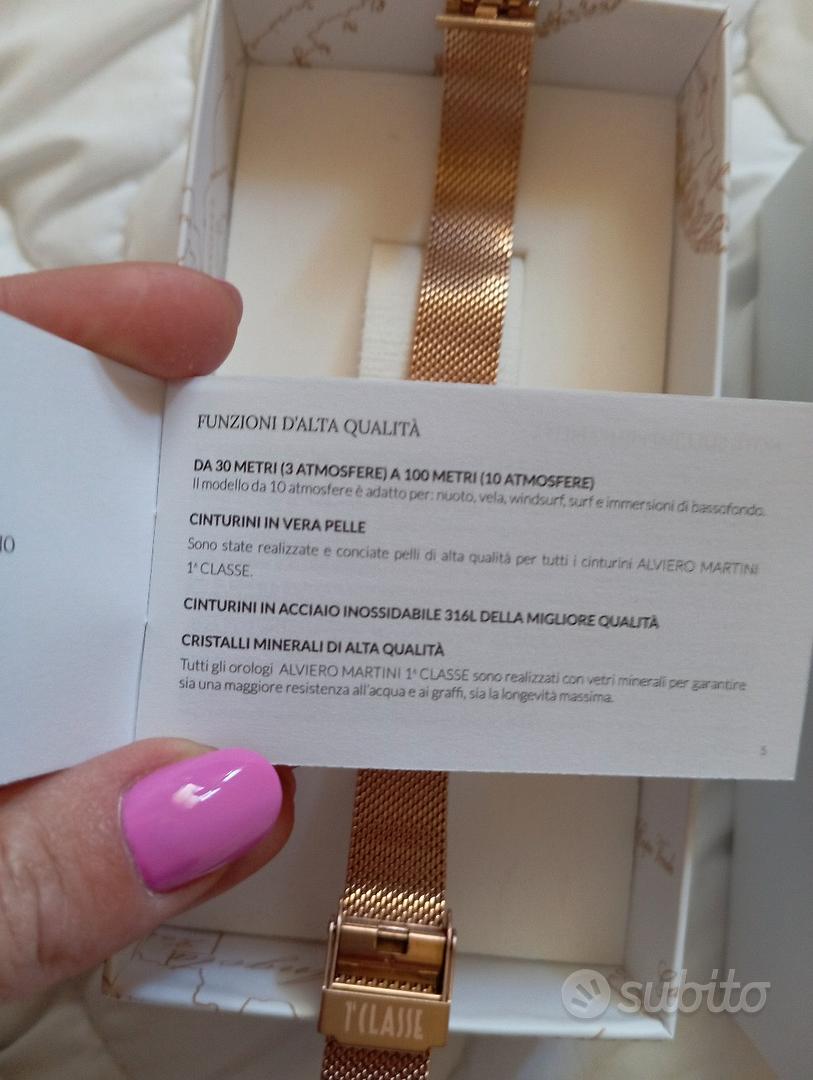 FUNZIONI D'ALTA QUALITÀ
DA 30 METRI (3 ATMOSFERE) A 100 METRI (10 ATMOSFERE)
Il modello da 10 atmosfere è adatto per: nuoto, vela, windsurf, surf e immersioni di bassofondo.
CINTURINI IN VERA PELLE
Sono state realizzate e conciate pelli di alta qualità per tutti i cinturini ALVIERO MARTINI
1ª CLASSE.
CINTURINI IN ACCIAIO INOSSIDABILE 316L DELLA MIGLIORE QUALITÀ
CRISTALLI MINERALI DI ALTA QUALITÀ
Tutti gli orologi ALVIERO MARTINI 1ª CLASSE sono realizzati con vetri minerali per garantire
sia una maggiore resistenza all'acqua e ai graffi, sia la longevità massima.
5
1ª CLASSE
subito